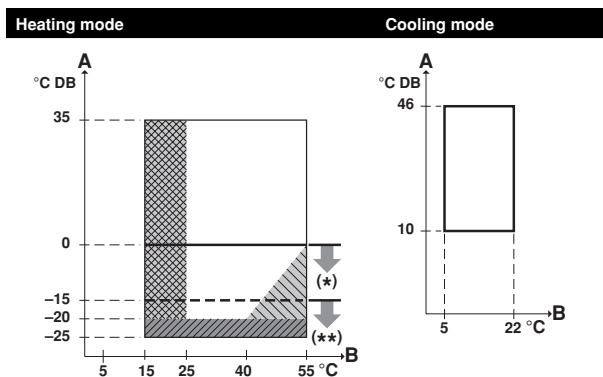 Heating mode
Cooling mode
A
°C DB
35
0
–15
–20
–25
(*)
(**)
5 15 25 40 55 °C
B
A
°C DB
46
10
5 22 °C
B